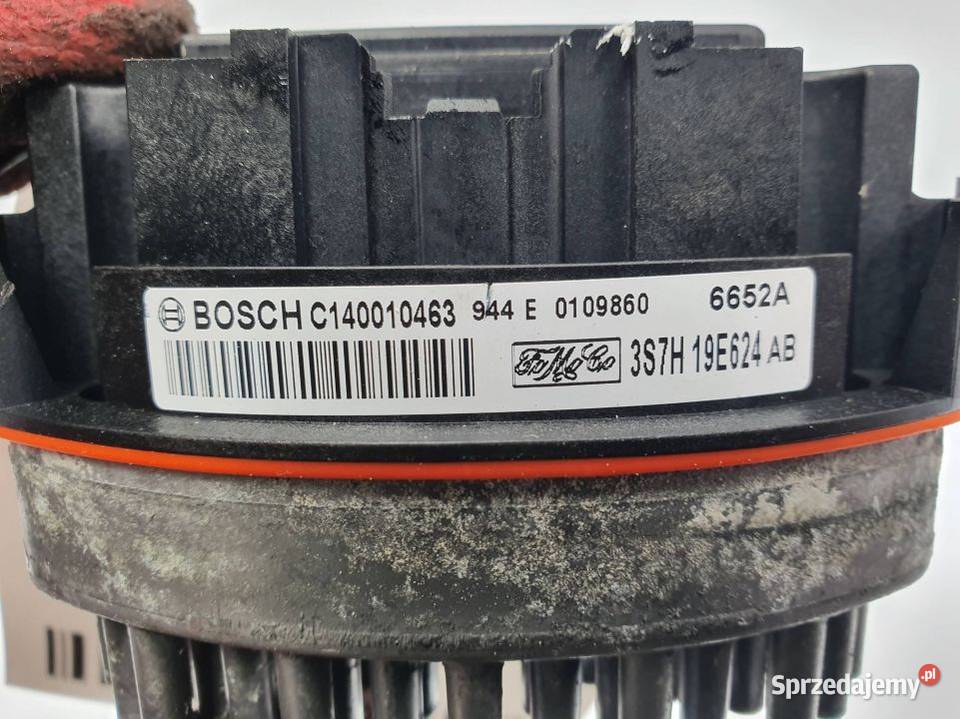 BOSCH C140010463 944 E 0109860 6652A
FoMoCo 3S7H 19E624 AB
Sprzedajemy.pl